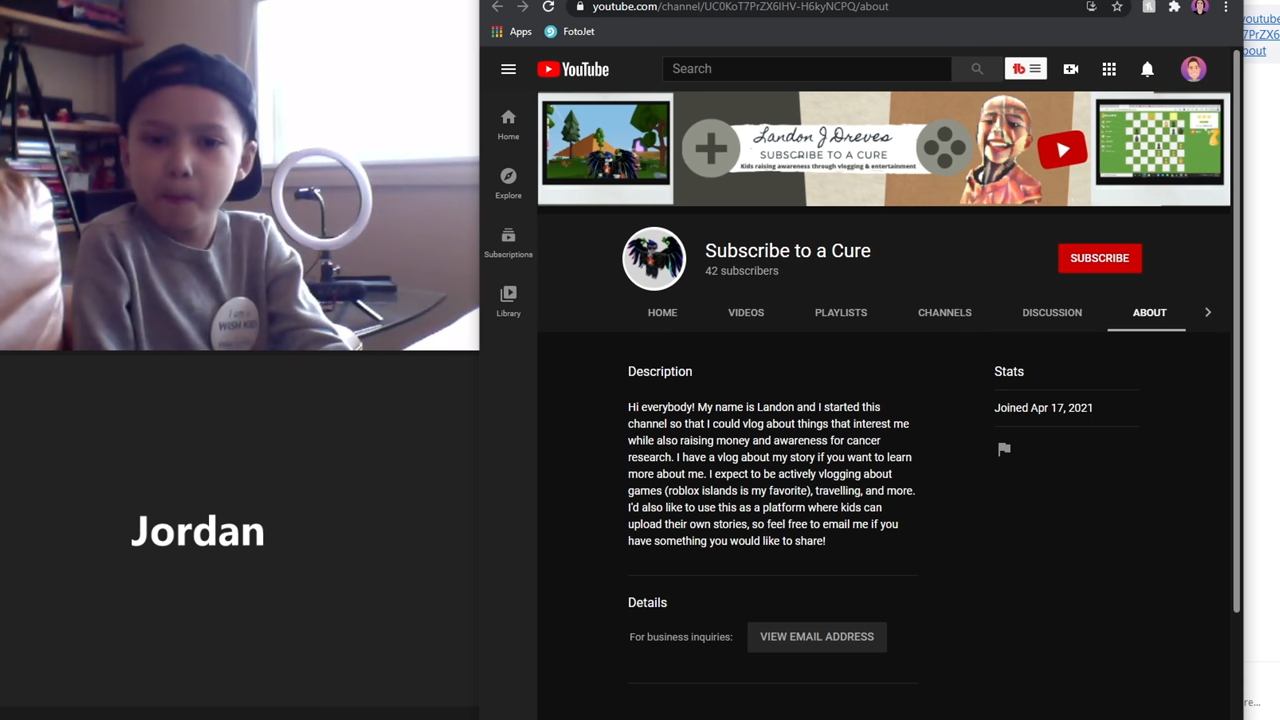 youtube.com/channel/UC0KoT7PrZX6IHV-H6kyNCPQ/about
Apps
FotoJet
YouTube
Search
Home
Explore
Subscriptions
Library
Landon J Dreves
SUBSCRIBE TO A CURE
Kids raising awareness through vlogging & entertainment
Subscribe to a Cure
42 subscribers
SUBSCRIBE
HOME
VIDEOS
PLAYLISTS
CHANNELS
DISCUSSION
ABOUT
Description
Hi everybody! My name is Landon and I started this
channel so that I could vlog about things that interest me
while also raising money and awareness for cancer
research. I have a vlog about my story if you want to learn
more about me. I expect to be actively vlogging about
games (roblox islands is my favorite), travelling, and more.
I'd also like to use this as a platform where kids can
upload their own stories, so feel free to email me if you
have something you would like to share!
Details
For business inquiries:
VIEW EMAIL ADDRESS
Stats
Joined Apr 17, 2021
I am a
WISH KID
Jordan
youtube
7PrZX6
out
re...